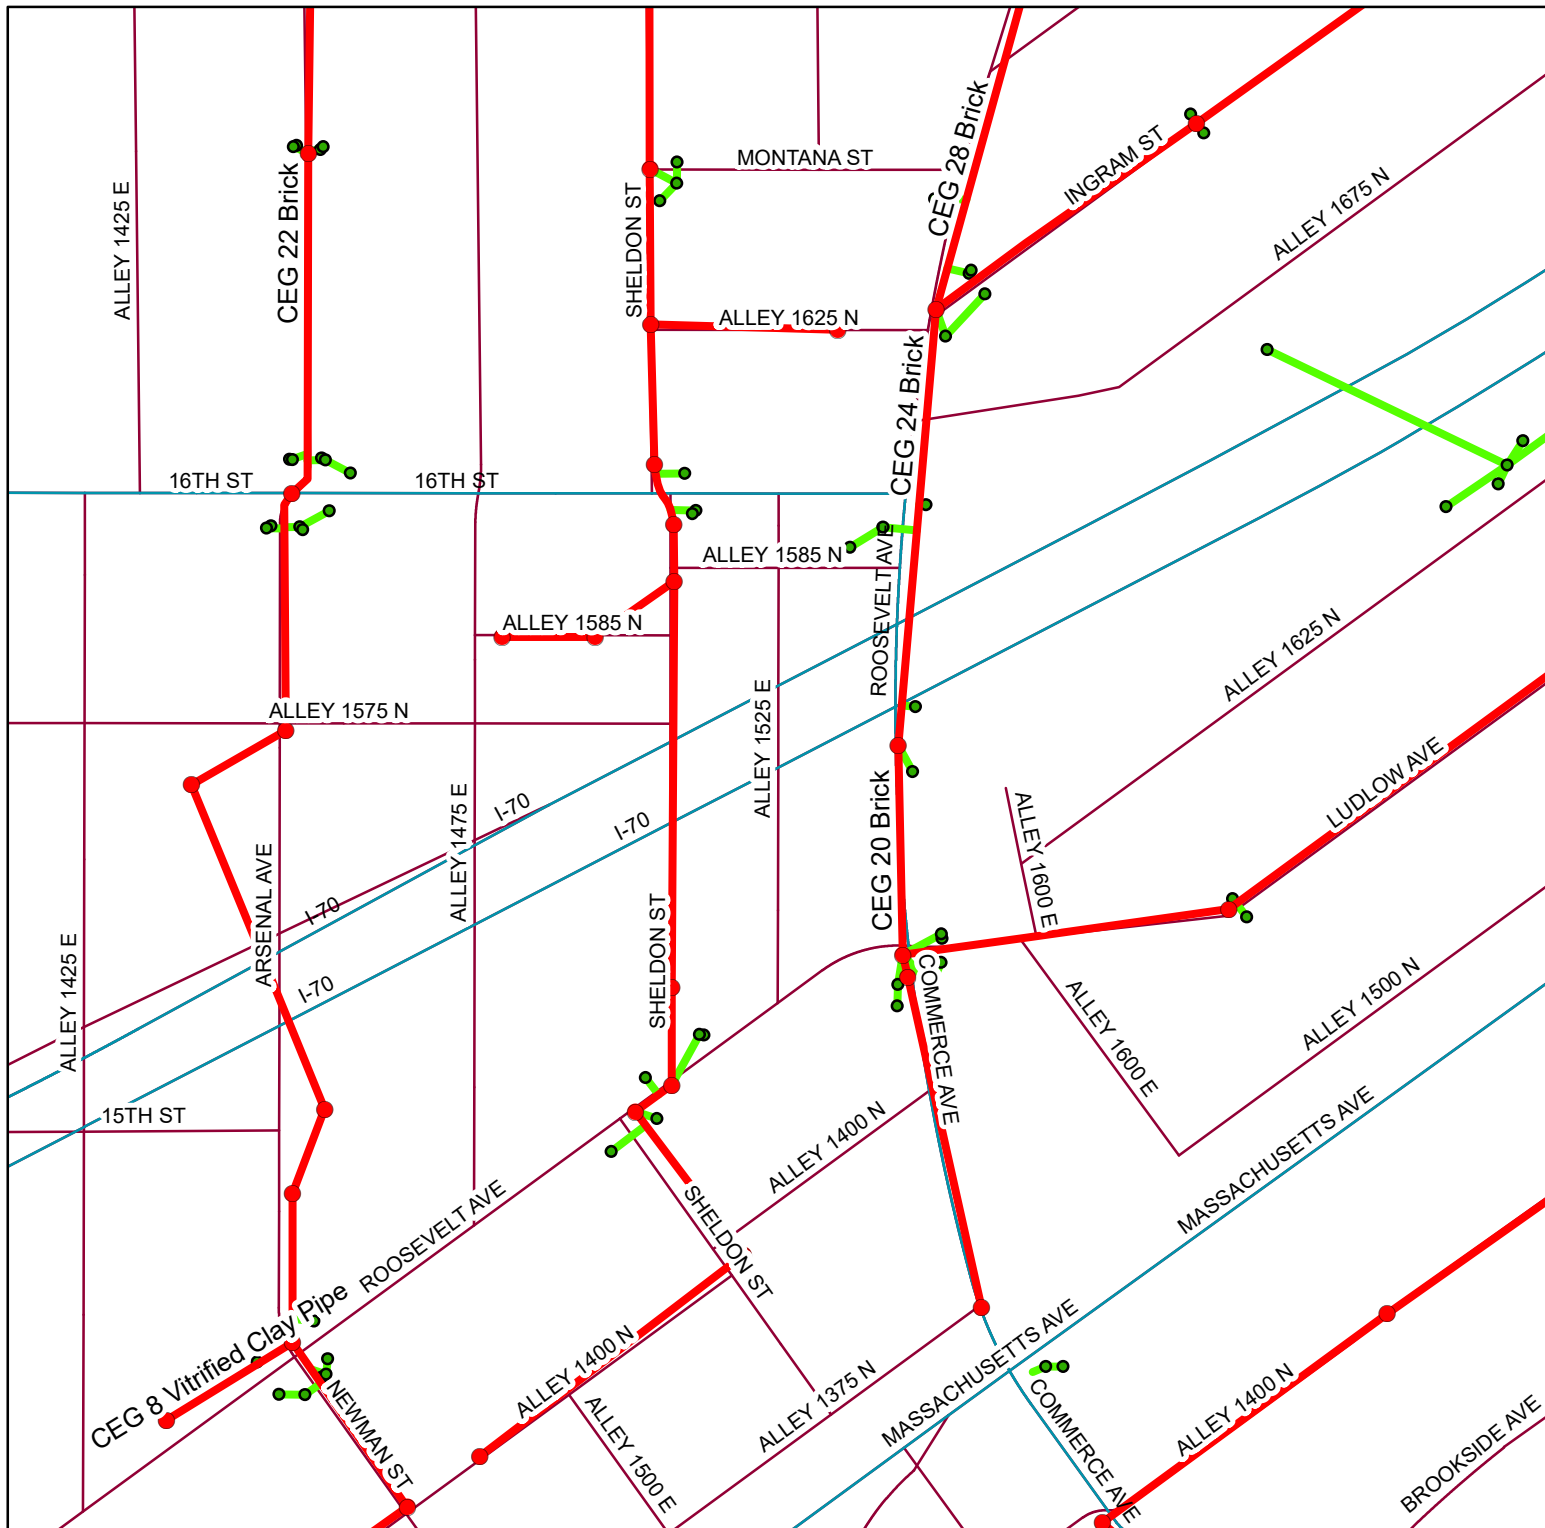 MONTANA ST
CEG 28 Brick
INGRAM ST
ALLEY 1675 N
ALLEY 1425 E
CEG 22 Brick
SHELDON ST
ALLEY 1625 N
CEG 24 Brick
16TH ST
16TH ST
ALLEY 1585 N
ROOSEVELT AVE
ALLEY 1585 N
ALLEY 1625 N
ALLEY 1575 N
ALLEY 1525 E
LUDLOW AVE
I-70
I-70
CEG 20 Brick
ALLEY 1600 E
ALLEY 1475 E
ARSENAL AVE
I-70
SHELDON ST
ALLEY 1425 E
I-70
COMMERCE AVE
ALLEY 1500 N
ALLEY 1600 E
15TH ST
ALLEY 1400 N
MASSACHUSETTS AVE
ROOSEVELT AVE
SHELDON ST
CEG 8 Vitrified Clay Pipe
MASSACHUSETTS AVE
ALLEY 1400 N
ALLEY 1375 N
NEWMAN ST
ALLEY 1500 E
COMMERCE AVE
ALLEY 1400 N
BROOKSIDE AVE